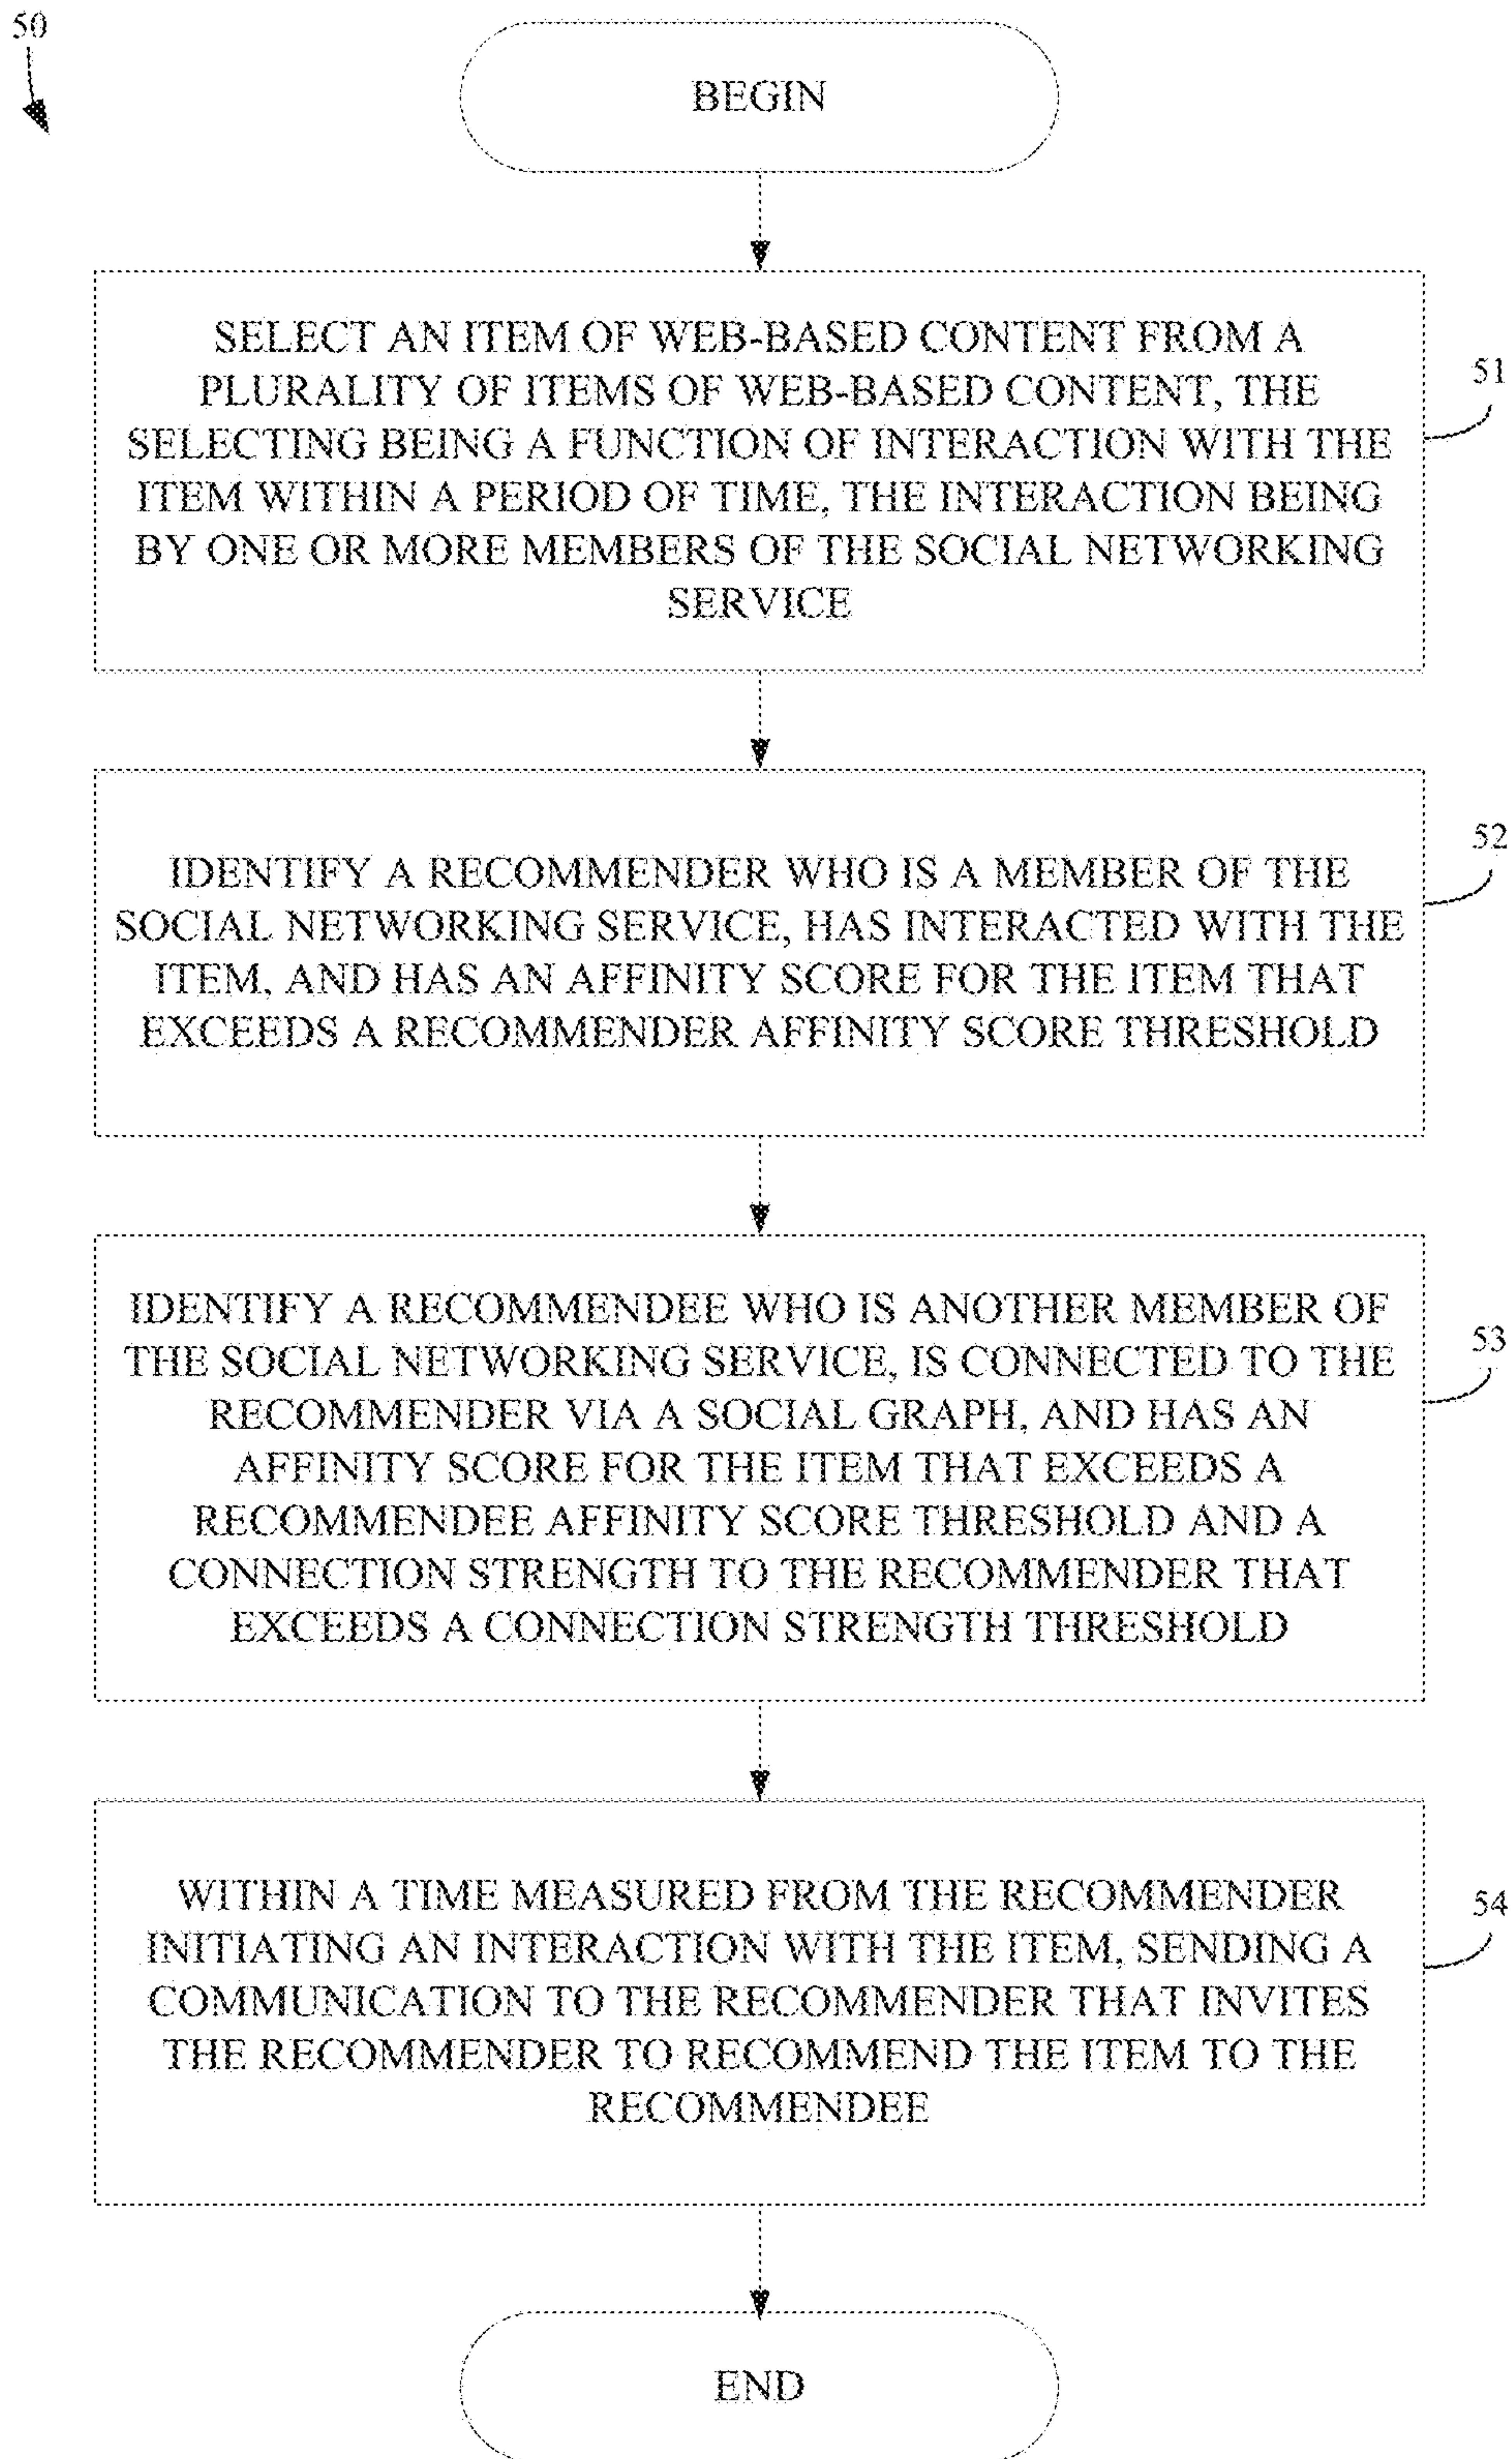 50
BEGIN
SELECT AN ITEM OF WEB-BASED CONTENT FROM A
PLURALITY OF ITEMS OF WEB-BASED CONTENT, THE
SELECTING BEING A FUNCTION OF INTERACTION WITH THE
ITEM WITHIN A PERIOD OF TIME, THE INTERACTION BEING
BY ONE OR MORE MEMBERS OF THE SOCIAL NETWORKING
SERVICE
51
IDENTIFY A RECOMMENDER WHO IS A MEMBER OF THE
SOCIAL NETWORKING SERVICE, HAS INTERACTED WITH THE
ITEM, AND HAS AN AFFINITY SCORE FOR THE ITEM THAT
EXCEEDS A RECOMMENDER AFFINITY SCORE THRESHOLD
52
IDENTIFY A RECOMMENDEE WHO IS ANOTHER MEMBER OF
THE SOCIAL NETWORKING SERVICE, IS CONNECTED TO THE
RECOMMENDER VIA A SOCIAL GRAPH, AND HAS AN
AFFINITY SCORE FOR THE ITEM THAT EXCEEDS A
RECOMMENDEE AFFINITY SCORE THRESHOLD AND A
CONNECTION STRENGTH TO THE RECOMMENDER THAT
EXCEEDS A CONNECTION STRENGTH THRESHOLD
53
WITHIN A TIME MEASURED FROM THE RECOMMENDER
INITIATING AN INTERACTION WITH THE ITEM, SENDING A
COMMUNICATION TO THE RECOMMENDER THAT INVITES
THE RECOMMENDER TO RECOMMEND THE ITEM TO THE
RECOMMENDEE
54
END